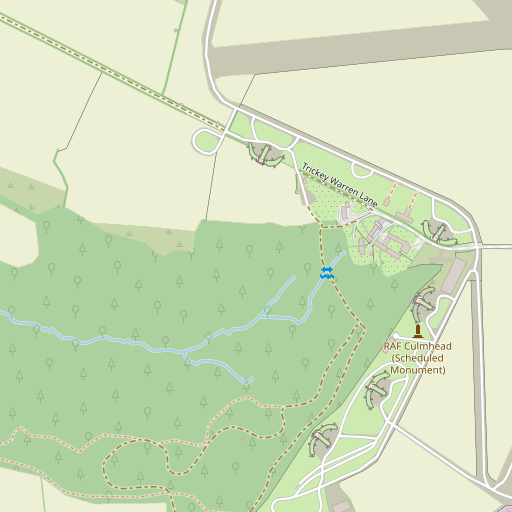 Trickey Warren Lane
RAF Culmhead
(Scheduled
Monument)